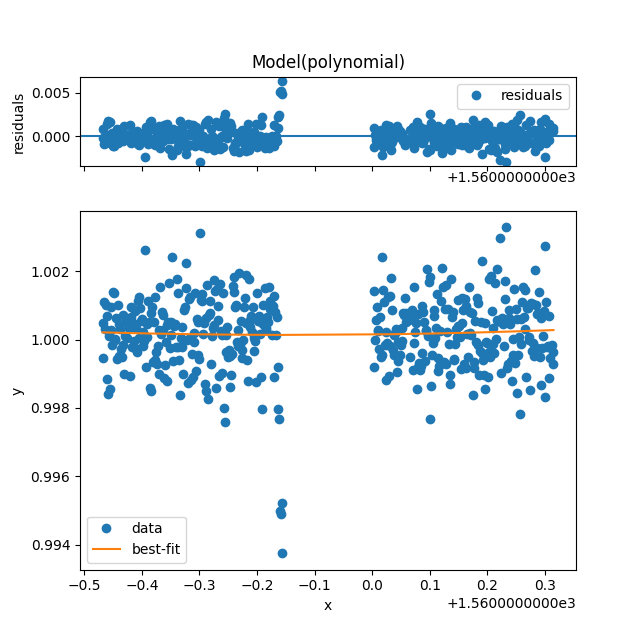 Model(polynomial)
residuals
0.005
0.000
residuals
+1.5600000000e3
y
1.002
1.000
0.998
0.996
0.994
data
best-fit
−0.5 −0.4 −0.3 −0.2 −0.1 0.0 0.1 0.2 0.3
x
+1.5600000000e3